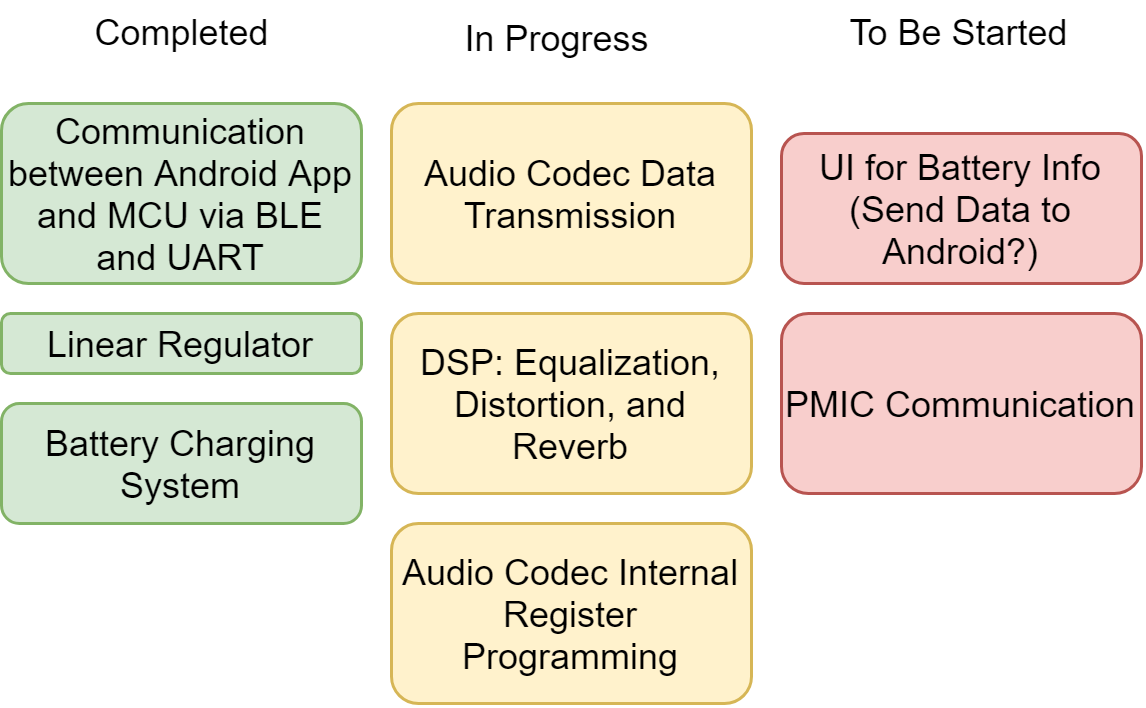 Completed
Communication
between Android App
and MCU via BLE
and UART
Linear Regulator
Battery Charging
System
In Progress
Audio Codec Data
Transmission
DSP: Equalization,
Distortion, and
Reverb
Audio Codec Internal
Register
Programming
To Be Started
UI for Battery Info
(Send Data to
Android?)
PMIC Communication